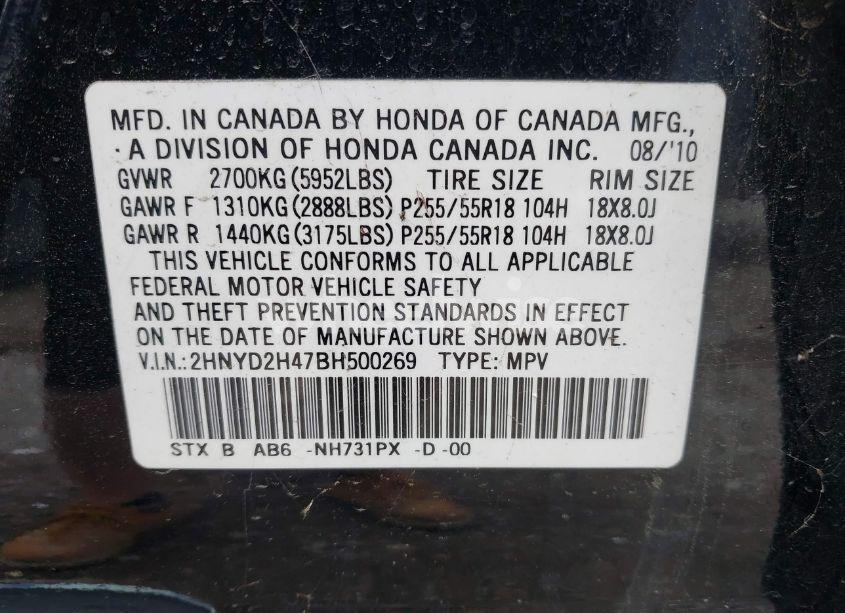 MFD. IN CANADA BY HONDA OF CANADA MFG.,
A DIVISION OF HONDA CANADA INC. 08/'10
GVWR 2700KG (5952LBS) TIRE SIZE RIM SIZE
GAWR F 1310KG (2888LBS) P255/55R18 104H 18X8.0J
GAWR R 1440KG (3175LBS) P255/55R18 104H 18X8.0J
THIS VEHICLE CONFORMS TO ALL APPLICABLE
FEDERAL MOTOR VEHICLE SAFETY
AND THEFT PREVENTION STANDARDS IN EFFECT
ON THE DATE OF MANUFACTURE SHOWN ABOVE.
V.I.N.: 2HNYD2H47BH500269 TYPE: MPV
STX B AB6 -NH731PX -D -00